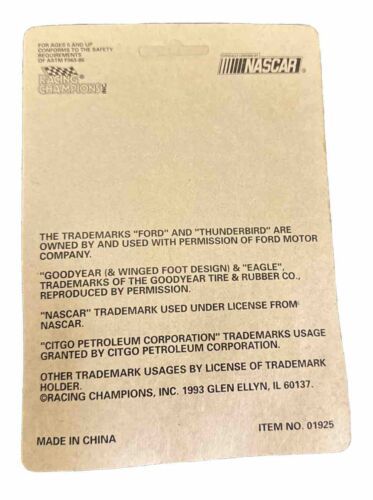 FOR AGES 5 AND UP
CONFORMS TO THE SAFETY
REQUIREMENTS
OF ASTM F963-86
RACING
CHAMPIONS INC
NASCAR
THE TRADEMARKS "FORD" AND "THUNDERBIRD" ARE
OWNED BY AND USED WITH PERMISSION OF FORD MOTOR
COMPANY.
"GOODYEAR (& WINGED FOOT DESIGN) & "EAGLE",
TRADEMARKS OF THE GOODYEAR TIRE & RUBBER CO.,
REPRODUCED BY PERMISSION.
"NASCAR" TRADEMARK USED UNDER LICENSE FROM
NASCAR.
"CITGO PETROLEUM CORPORATION" TRADEMARKS USAGE
GRANTED BY CITGO PETROLEUM CORPORATION.
OTHER TRADEMARK USAGES BY LICENSE OF TRADEMARK
HOLDER.
©RACING CHAMPIONS, INC. 1993 GLEN ELLYN, IL 60137.
ITEM NO. 01925
MADE IN CHINA